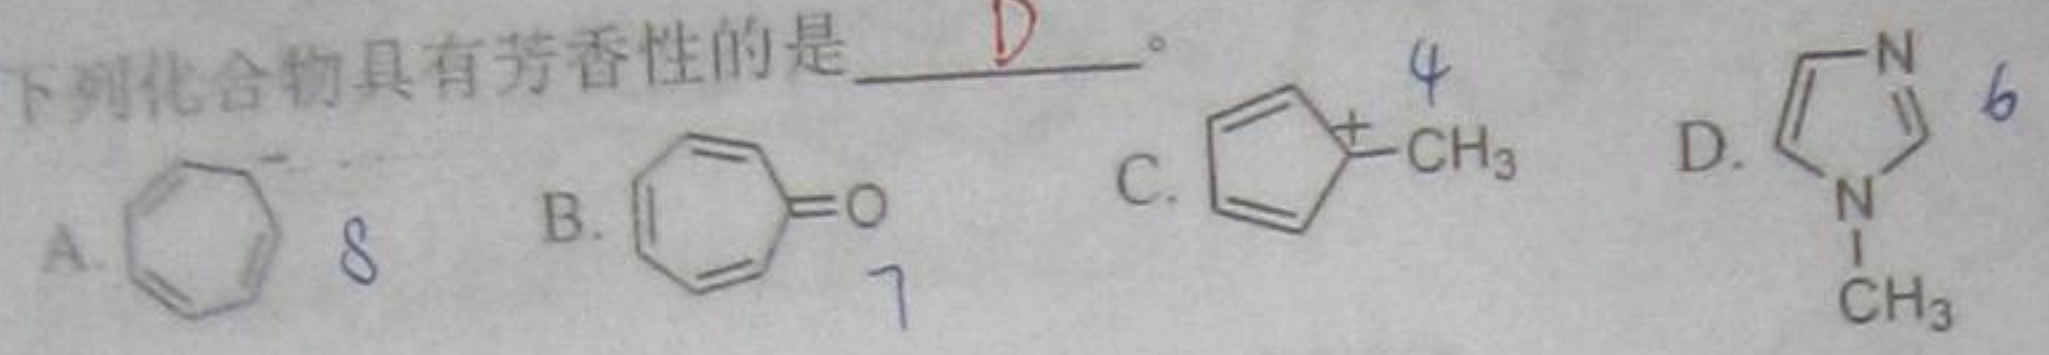 下列化合物具有芳香性的是 D 。
A. - 8
B. =O 7
C. + -CH₃ 4
D. N N CH₃ 6